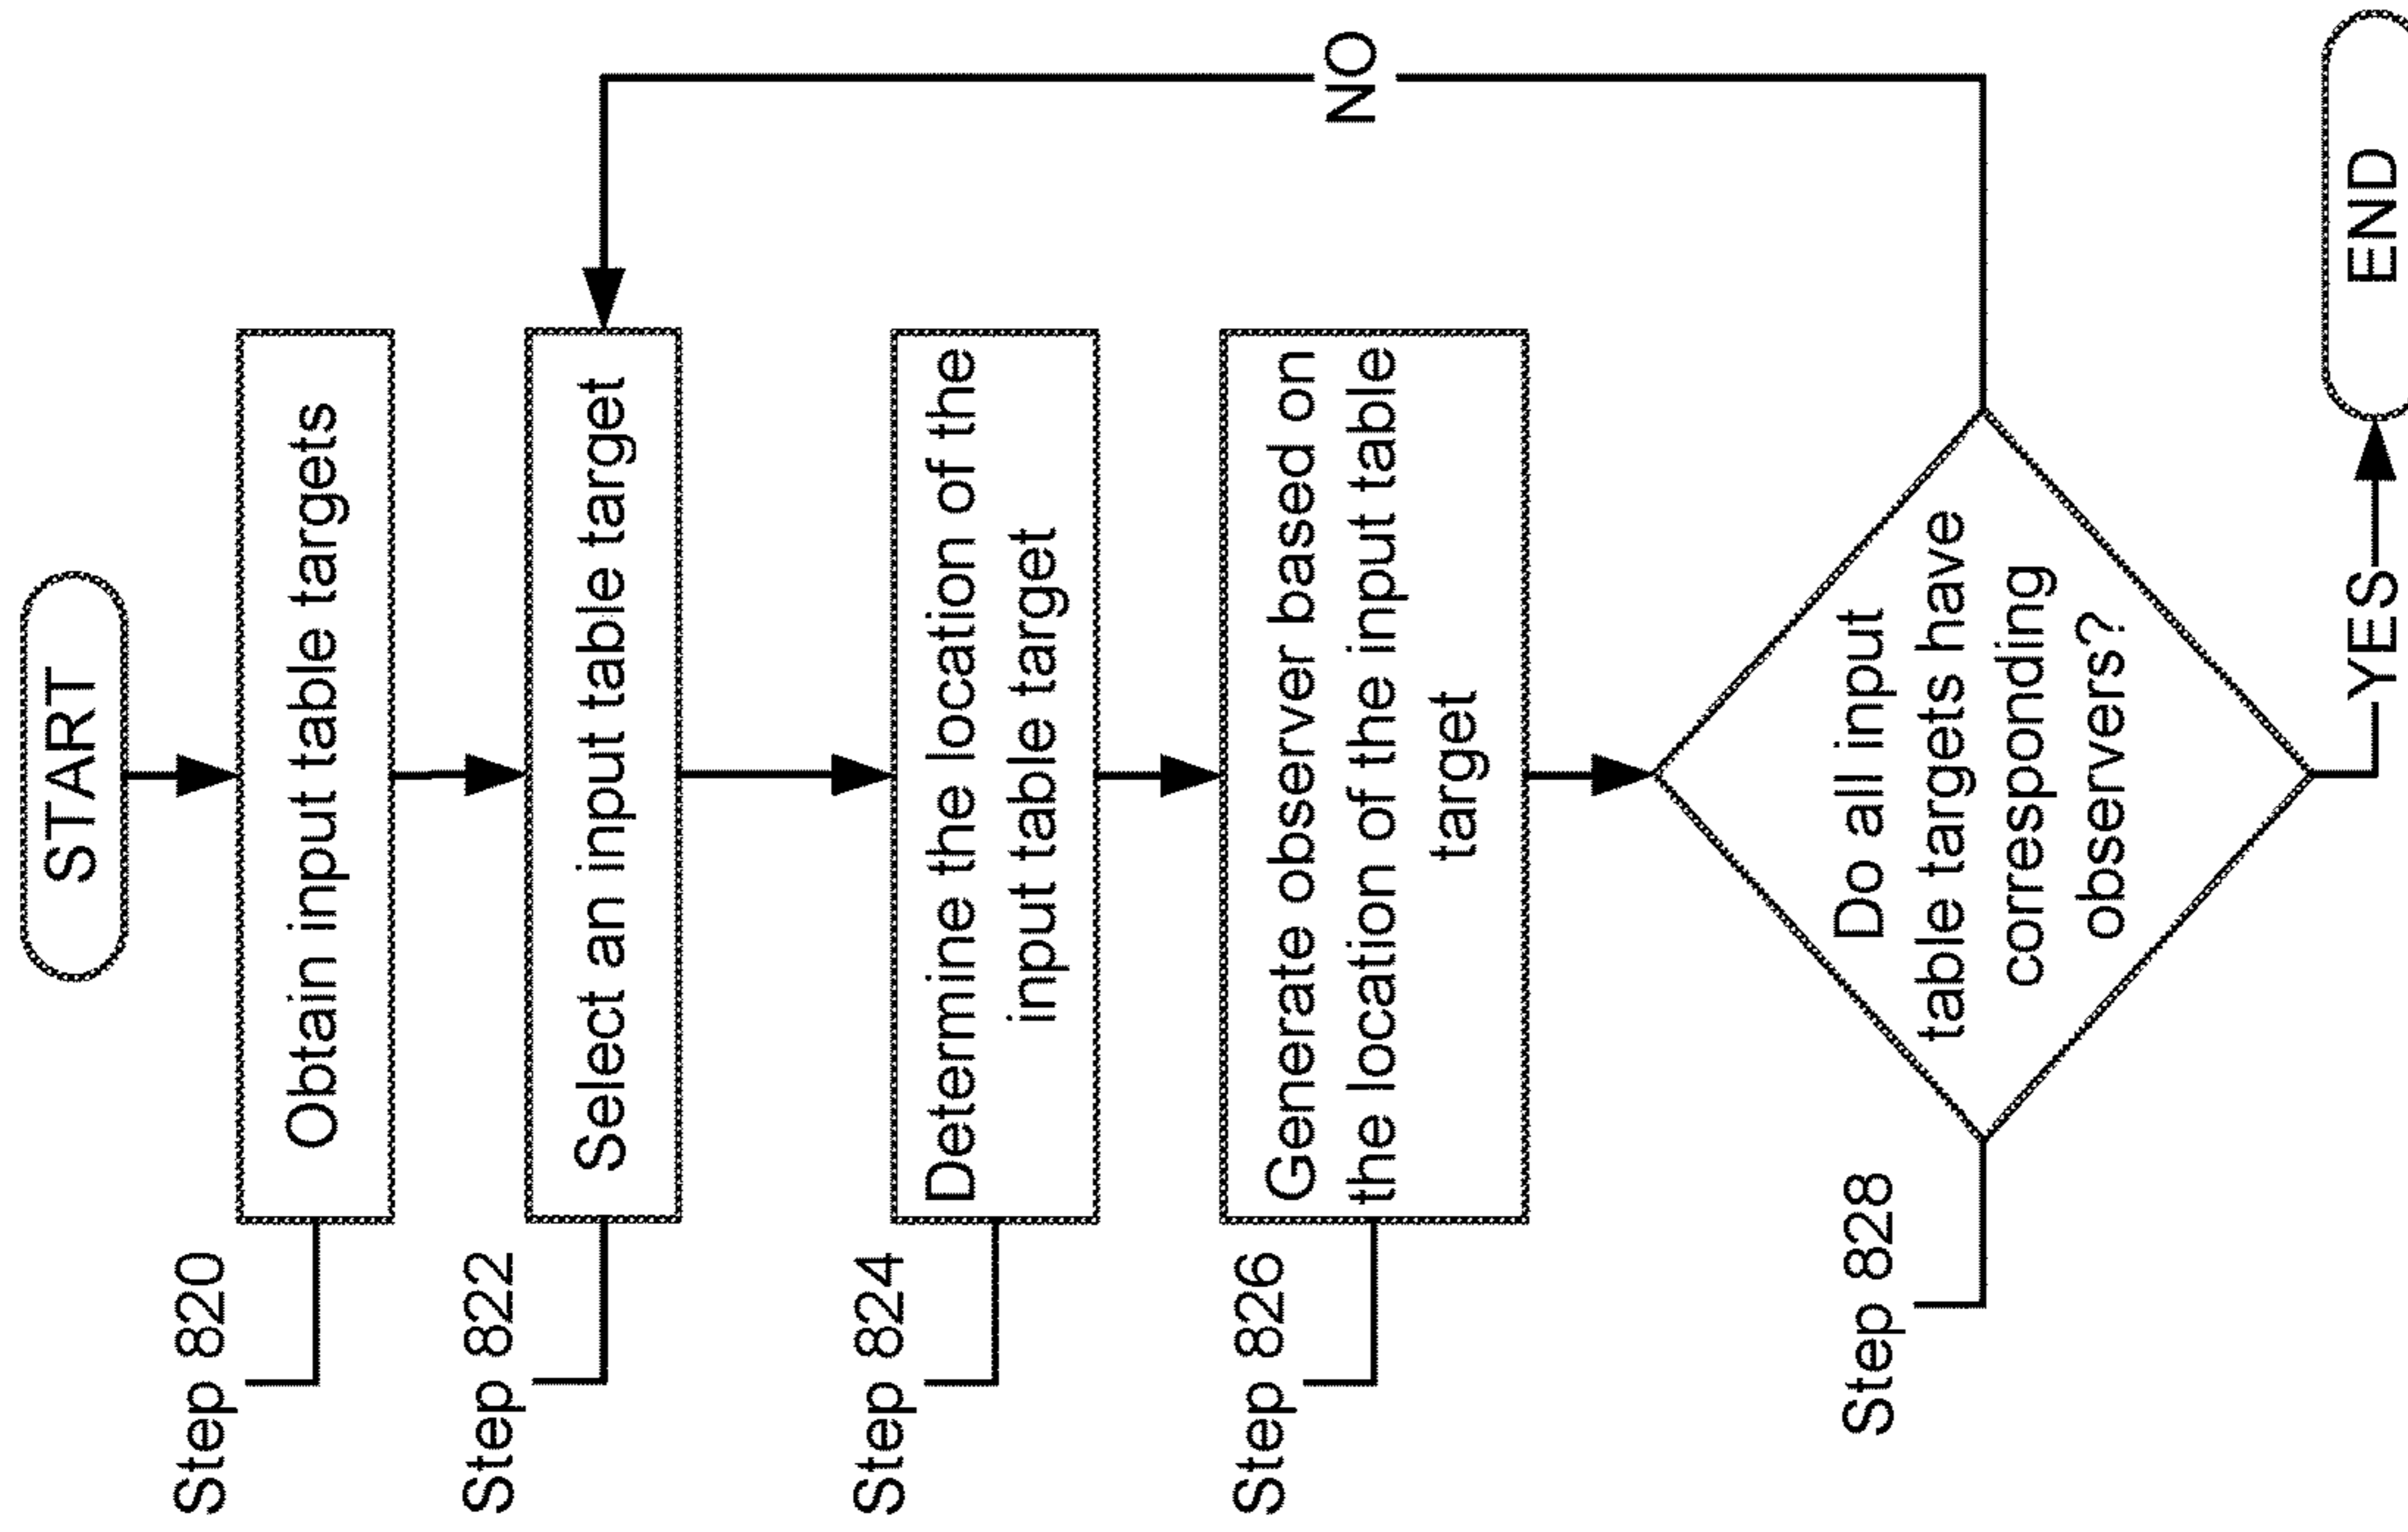 START
Step 820
Obtain input table targets
Step 822
Select an input table target
Step 824
Determine the location of the
input table target
Step 826
Generate observer based on
the location of the input table
target
Step 828
Do all input
table targets have
corresponding
observers?
NO
YES
END